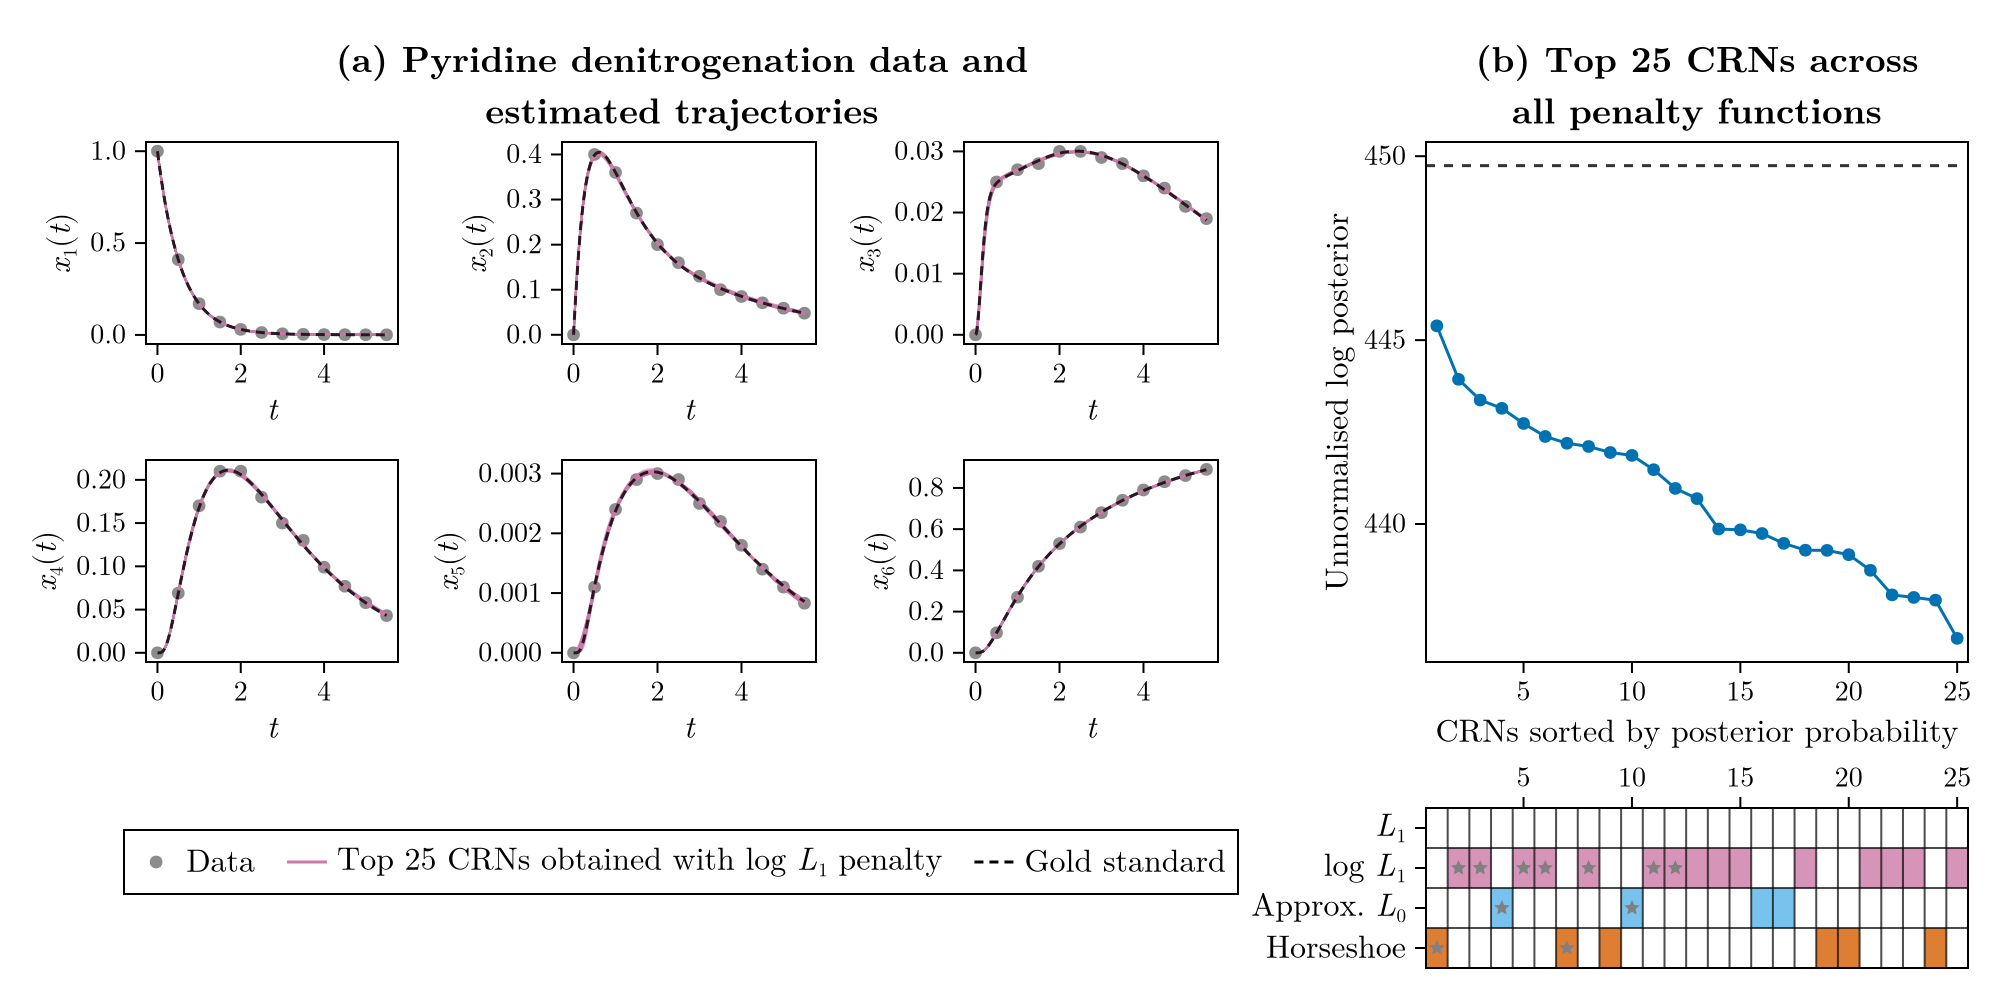 (a) Pyridine denitrogenation data and
estimated trajectories
1.0
0.5
0.0
x₁(t)
0 2 4
t
0.4
0.3
0.2
0.1
0.0
x₂(t)
0 2 4
t
0.03
0.02
0.01
0.00
x₃(t)
0 2 4
t
0.20
0.15
0.10
0.05
0.00
x₄(t)
0 2 4
t
0.003
0.002
0.001
0.000
x₅(t)
0 2 4
t
0.8
0.6
0.4
0.2
0.0
x₆(t)
0 2 4
t
Data Top 25 CRNs obtained with log L₁ penalty Gold standard
(b) Top 25 CRNs across
all penalty functions
450
445
440
Unnormalised log posterior
5 10 15 20 25
CRNs sorted by posterior probability
5 10 15 20 25
L₁
log L₁
Approx. L₀
Horseshoe